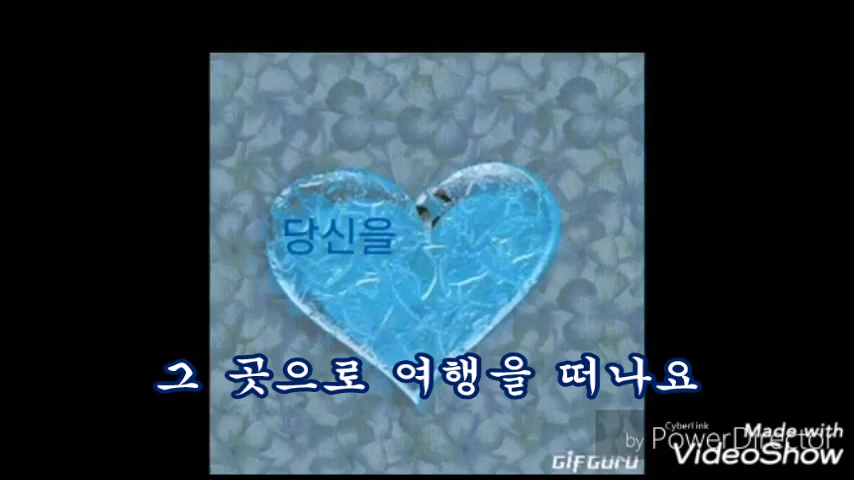 당신을
그 곳으로 여행을 떠나요
CyberLink
by PowerDirector
Made with
VideoShow
GifGuru